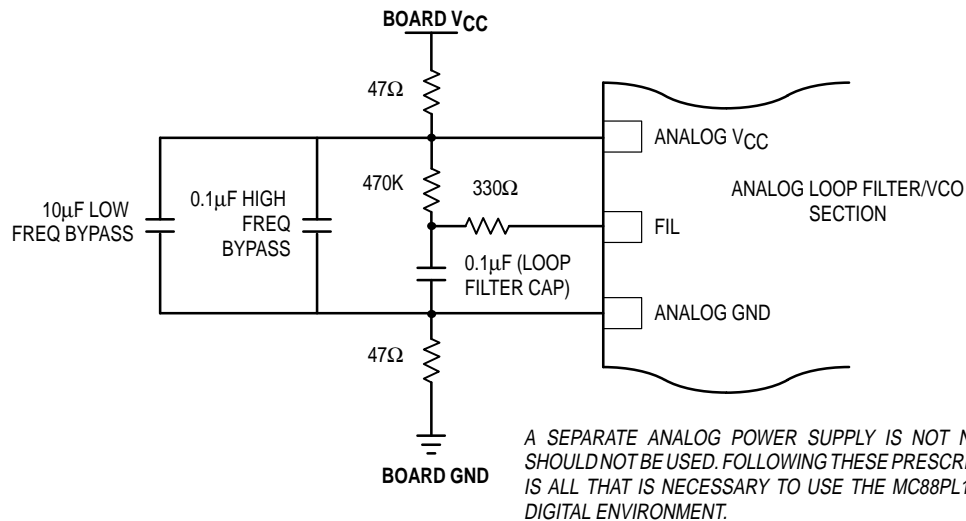 BOARD VCC
47Ω
ANALOG VCC
470K
330Ω
0.1µF HIGH
FREQ
BYPASS
10µF LOW
FREQ BYPASS
ANALOG LOOP FILTER/VCO
SECTION
FIL
0.1µF (LOOP
FILTER CAP)
ANALOG GND
47Ω
BOARD GND
A SEPARATE ANALOG POWER SUPPLY IS NOT
SHOULD NOT BE USED. FOLLOWING THESE
IS ALL THAT IS NECESSARY TO USE THE
DIGITAL ENVIRONMENT.